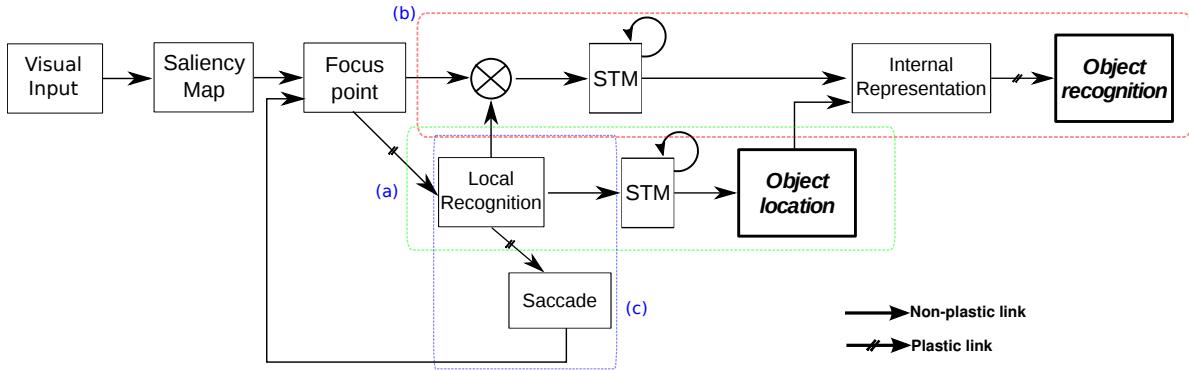 (b)
Visual
Input
Saliency
Map
Focus
point
STM
Internal
Representation
Object
recognition
(a)
Local
Recognition
STM
Object
location
Saccade
(c)
Non-plastic link
Plastic link